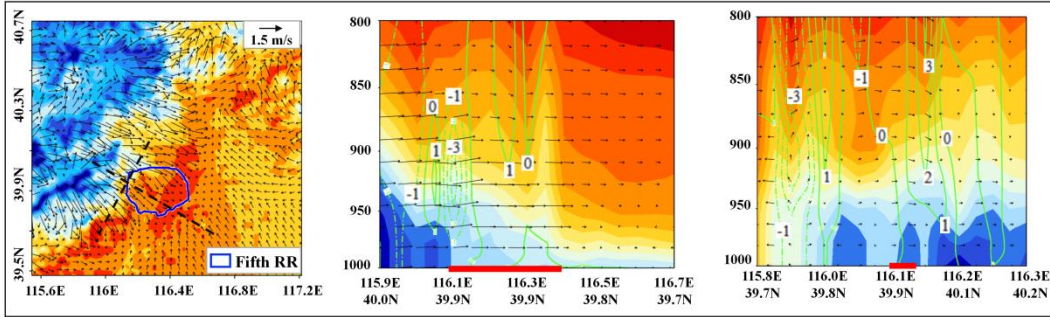 40.7N
40.3N
39.9N
39.5N
1.5 m/s
Fifth RR
115.6E 116E 116.4E 116.8E 117.2E
800
850
900
950
1000
0 -1
1 -3
-1
1 0
115.9E 116.1E 116.3E 116.5E 116.7E
40.0N 39.9N 39.9N 39.8N 39.7N
800
850
900
950
1000
3
-1
-3
0 0
1 2
1
-1
115.8E 116.0E 116.1E 116.2E 116.3E
39.7N 39.8N 39.9N 40.1N 40.2N